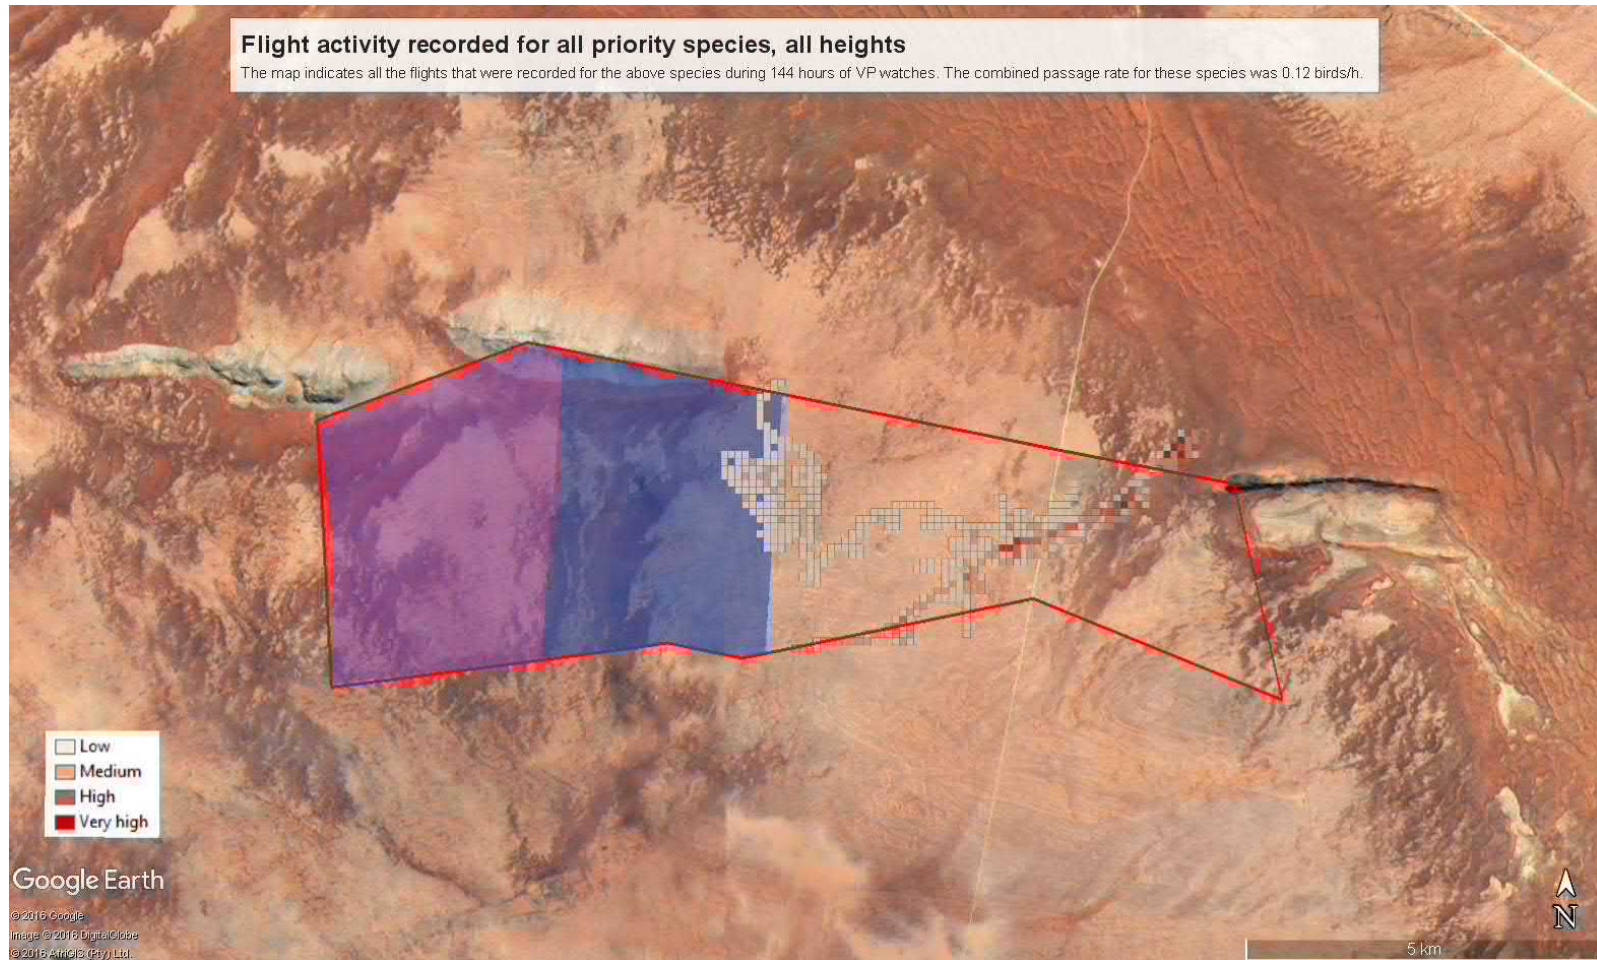 Flight activity recorded for all priority species, all heights
The map indicates all the flights that were recorded for the above species during 144 hours of VP watches. The combined passage rate for these species was 0.12 birds/h.
Low
Medium
High
Very high
Google Earth
© 2016 Google
Image © 2016 DigitalGlobe
© 2016 AfriGIS (Pty) Ltd.
N
5 km